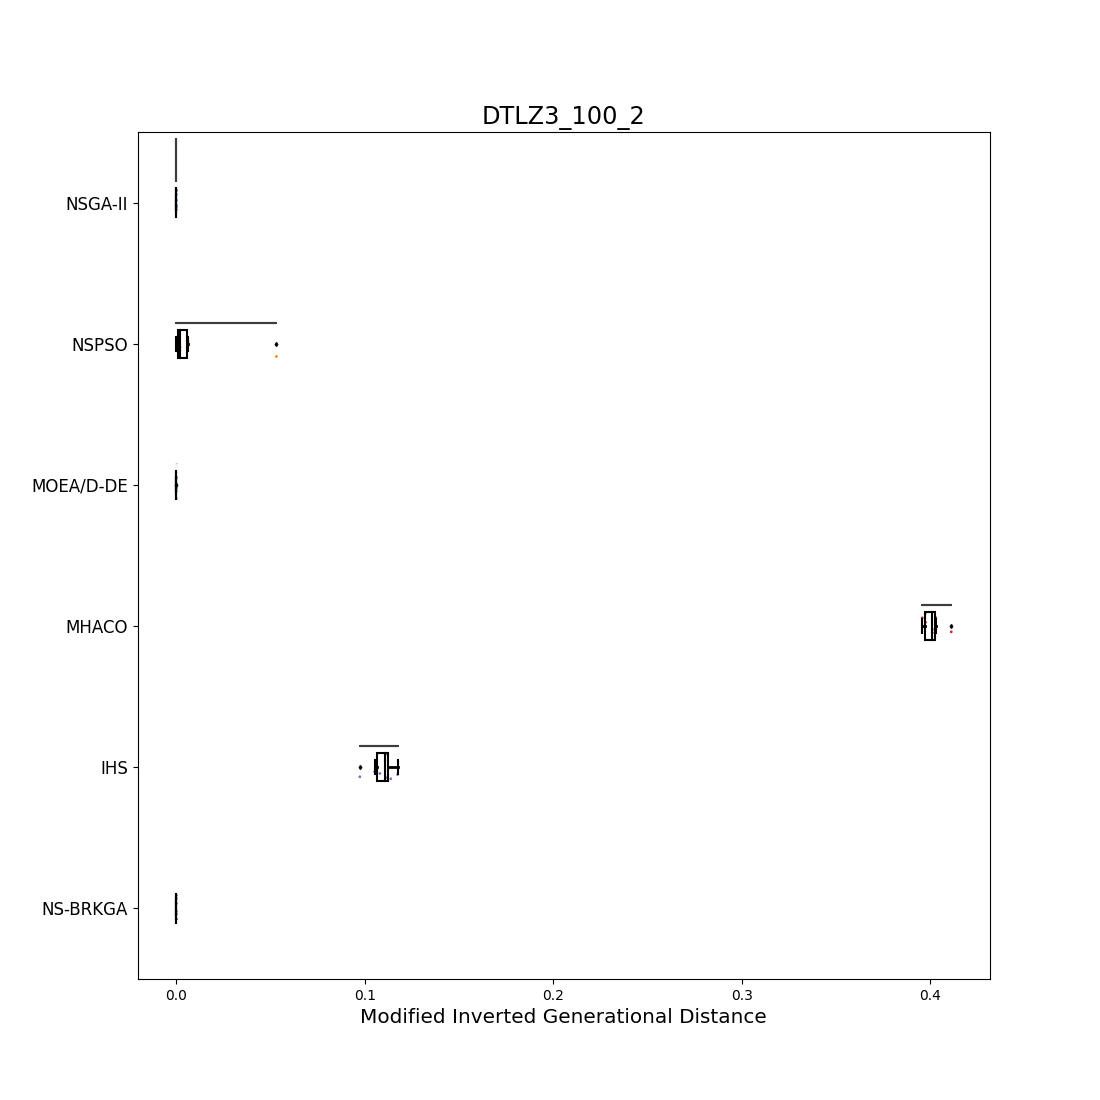 DTLZ3_100_2
NSGA-II
NSPSO
MOEA/D-DE
MHACO
IHS
NS-BRKGA
0.0 0.1 0.2 0.3 0.4
Modified Inverted Generational Distance